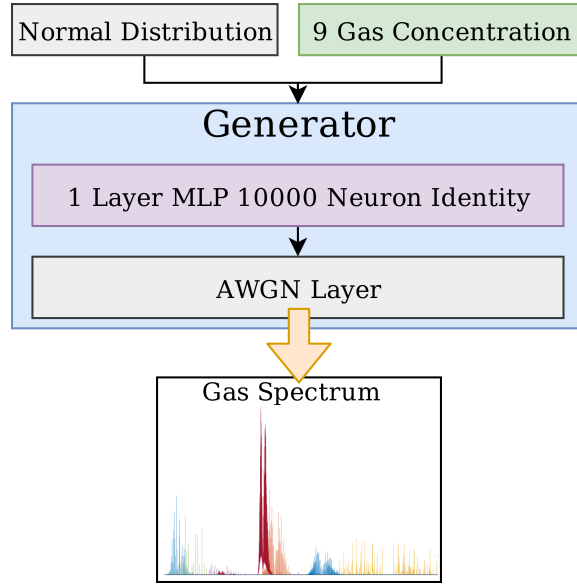 Normal Distribution
9 Gas Concentration
Generator
1 Layer MLP 10000 Neuron Identity
AWGN Layer
Gas Spectrum